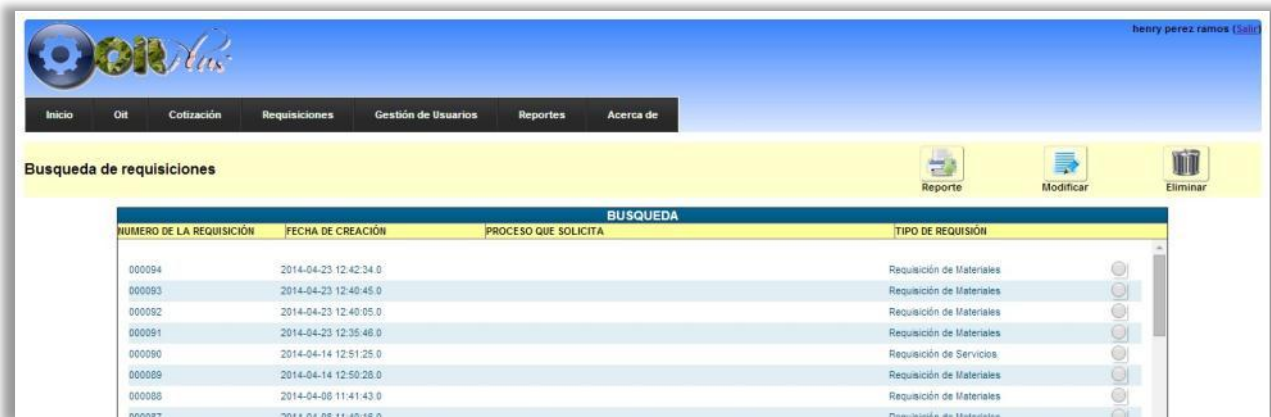 OIT Plus
henry perez ramos (Salir)
Inicio Oit Cotización Requisiciones Gestión de Usuarios Reportes Acerca de
Busqueda de requisiciones
Reporte Modificar Eliminar
BUSQUEDA
NUMERO DE LA REQUISICIÓN FECHA DE CREACIÓN PROCESO QUE SOLICITA TIPO DE REQUISIÓN
000094 2014-04-23 12:42:34.0 Requisición de Materiales
000093 2014-04-23 12:40:45.0 Requisición de Materiales
000092 2014-04-23 12:40:05.0 Requisición de Materiales
000091 2014-04-23 12:35:46.0 Requisición de Materiales
000090 2014-04-14 12:51:25.0 Requisición de Servicios
000089 2014-04-14 12:50:28.0 Requisición de Materiales
000088 2014-04-08 11:41:43.0 Requisición de Materiales
000087 Requisición de Materiales